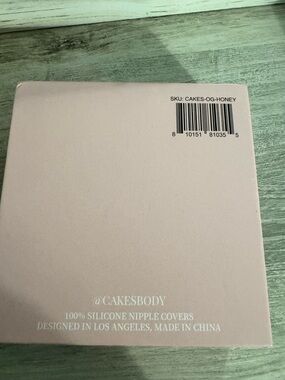 SKU: CAKES-OG-HONEY
8 10151 81035 5
@CAKESBODY
100% SILICONE NIPPLE COVERS
DESIGNED IN LOS ANGELES, MADE IN CHINA